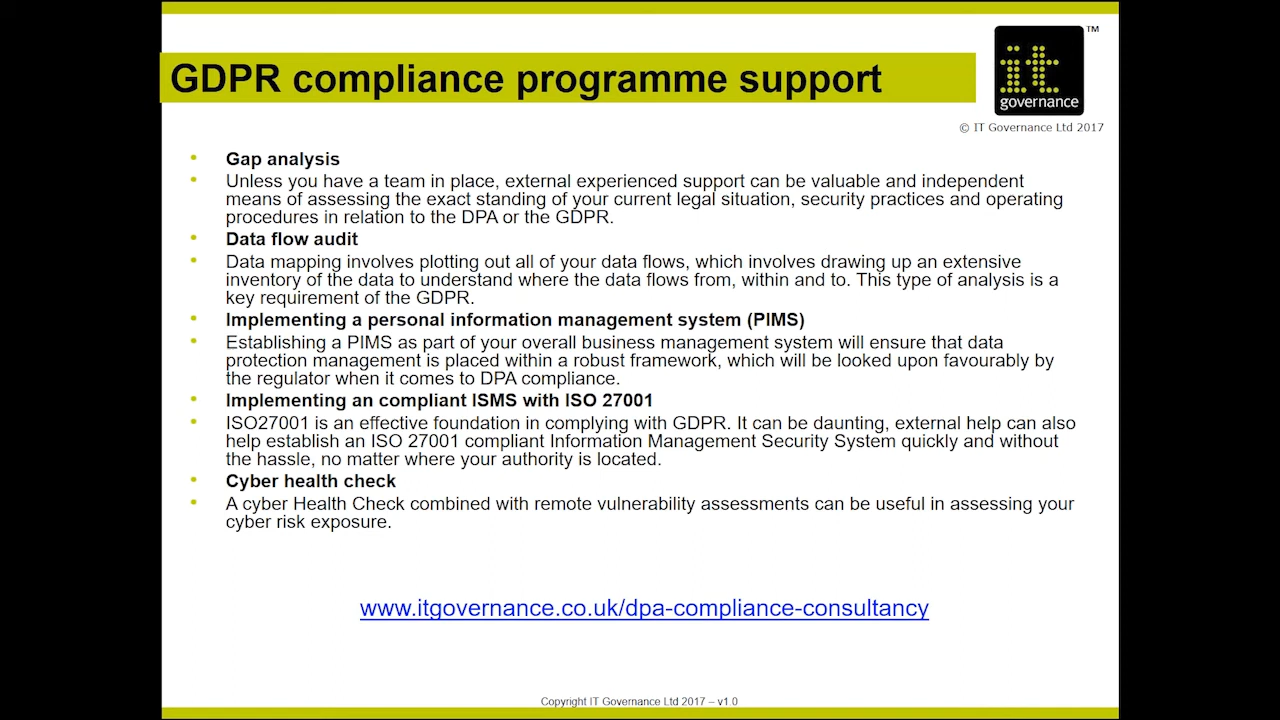 GDPR compliance programme support
™
it
governance
© IT Governance Ltd 2017
• Gap analysis
• Unless you have a team in place, external experienced support can be valuable and independent
means of assessing the exact standing of your current legal situation, security practices and operating
procedures in relation to the DPA or the GDPR.
• Data flow audit
• Data mapping involves plotting out all of your data flows, which involves drawing up an extensive
inventory of the data to understand where the data flows from, within and to. This type of analysis is a
key requirement of the GDPR.
• Implementing a personal information management system (PIMS)
• Establishing a PIMS as part of your overall business management system will ensure that data
protection management is placed within a robust framework, which will be looked upon favourably by
the regulator when it comes to DPA compliance.
• Implementing an compliant ISMS with ISO 27001
• ISO27001 is an effective foundation in complying with GDPR. It can be daunting, external help can also
help establish an ISO 27001 compliant Information Management Security System quickly and without
the hassle, no matter where your authority is located.
• Cyber health check
• A cyber Health Check combined with remote vulnerability assessments can be useful in assessing your
cyber risk exposure.
www.itgovernance.co.uk/dpa-compliance-consultancy
Copyright IT Governance Ltd 2017 – v1.0